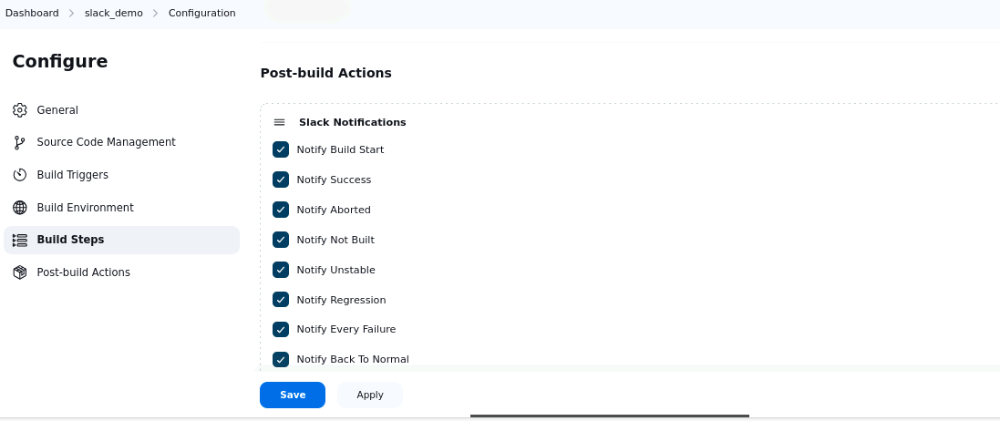 Dashboard > slack_demo > Configuration
Configure
General
Source Code Management
Build Triggers
Build Environment
Build Steps
Post-build Actions
Post-build Actions
Slack Notifications
Notify Build Start
Notify Success
Notify Aborted
Notify Not Built
Notify Unstable
Notify Regression
Notify Every Failure
Notify Back To Normal
Save
Apply